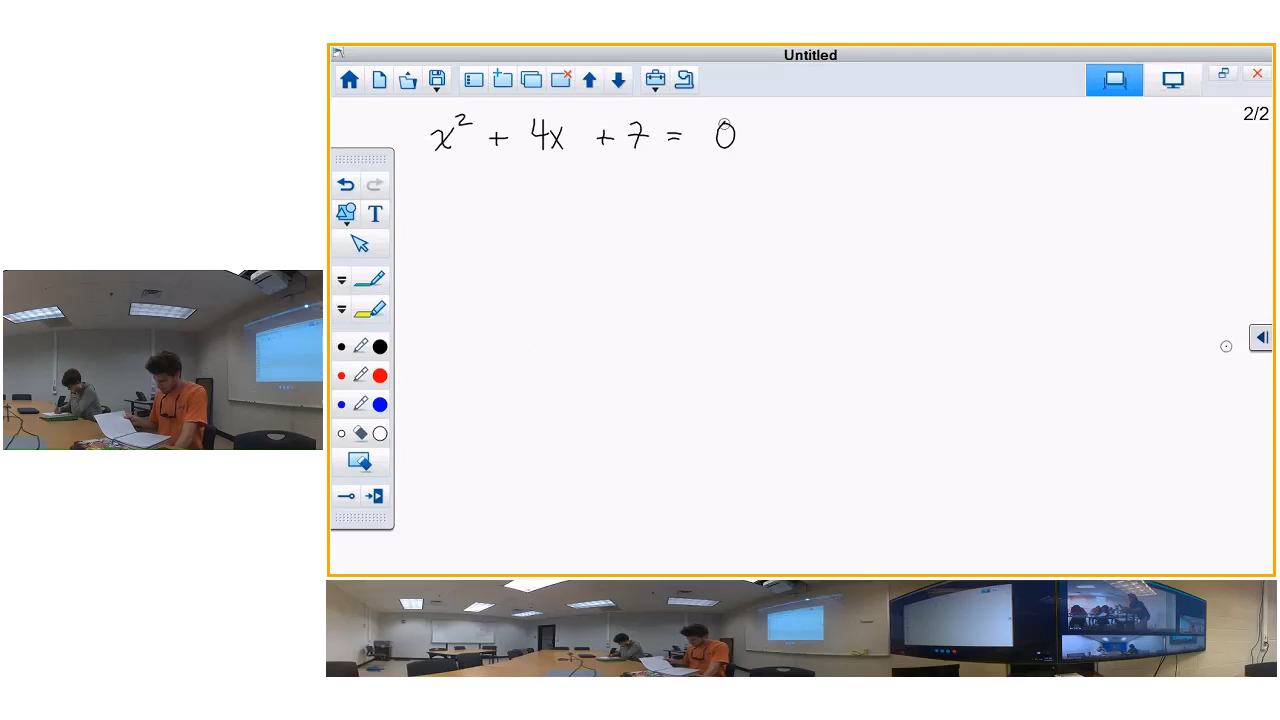 Untitled
2/2
x² + 4x + 7 = 0
T